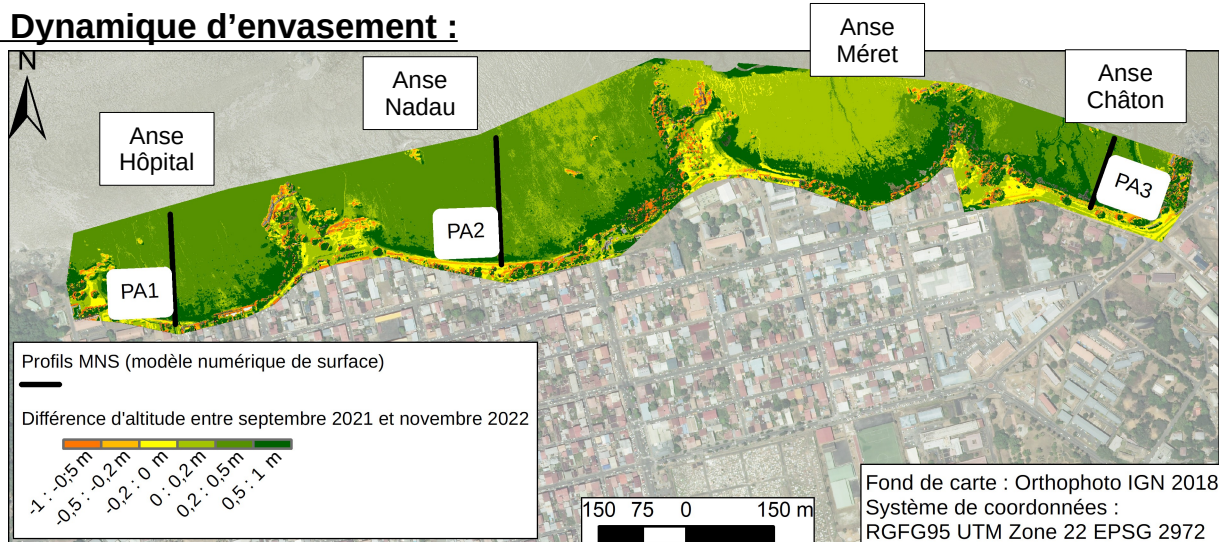 Dynamique d'envasement :
N
Anse
Hôpital
Anse
Nadau
Anse
Méret
Anse
Châton
PA1
PA2
PA3
Profils MNS (modèle numérique de surface)
Différence d'altitude entre septembre 2021 et novembre 2022
-1 : -0;5 m
-0,5 : -0,2 m
-0,2 : 0 m
0 : 0,2 m
0,2 : 0,5 m
0,5 : 1 m
150 75 0 150 m
Fond de carte : Orthophoto IGN 2018
Système de coordonnées :
RGFG95 UTM Zone 22 EPSG 2972